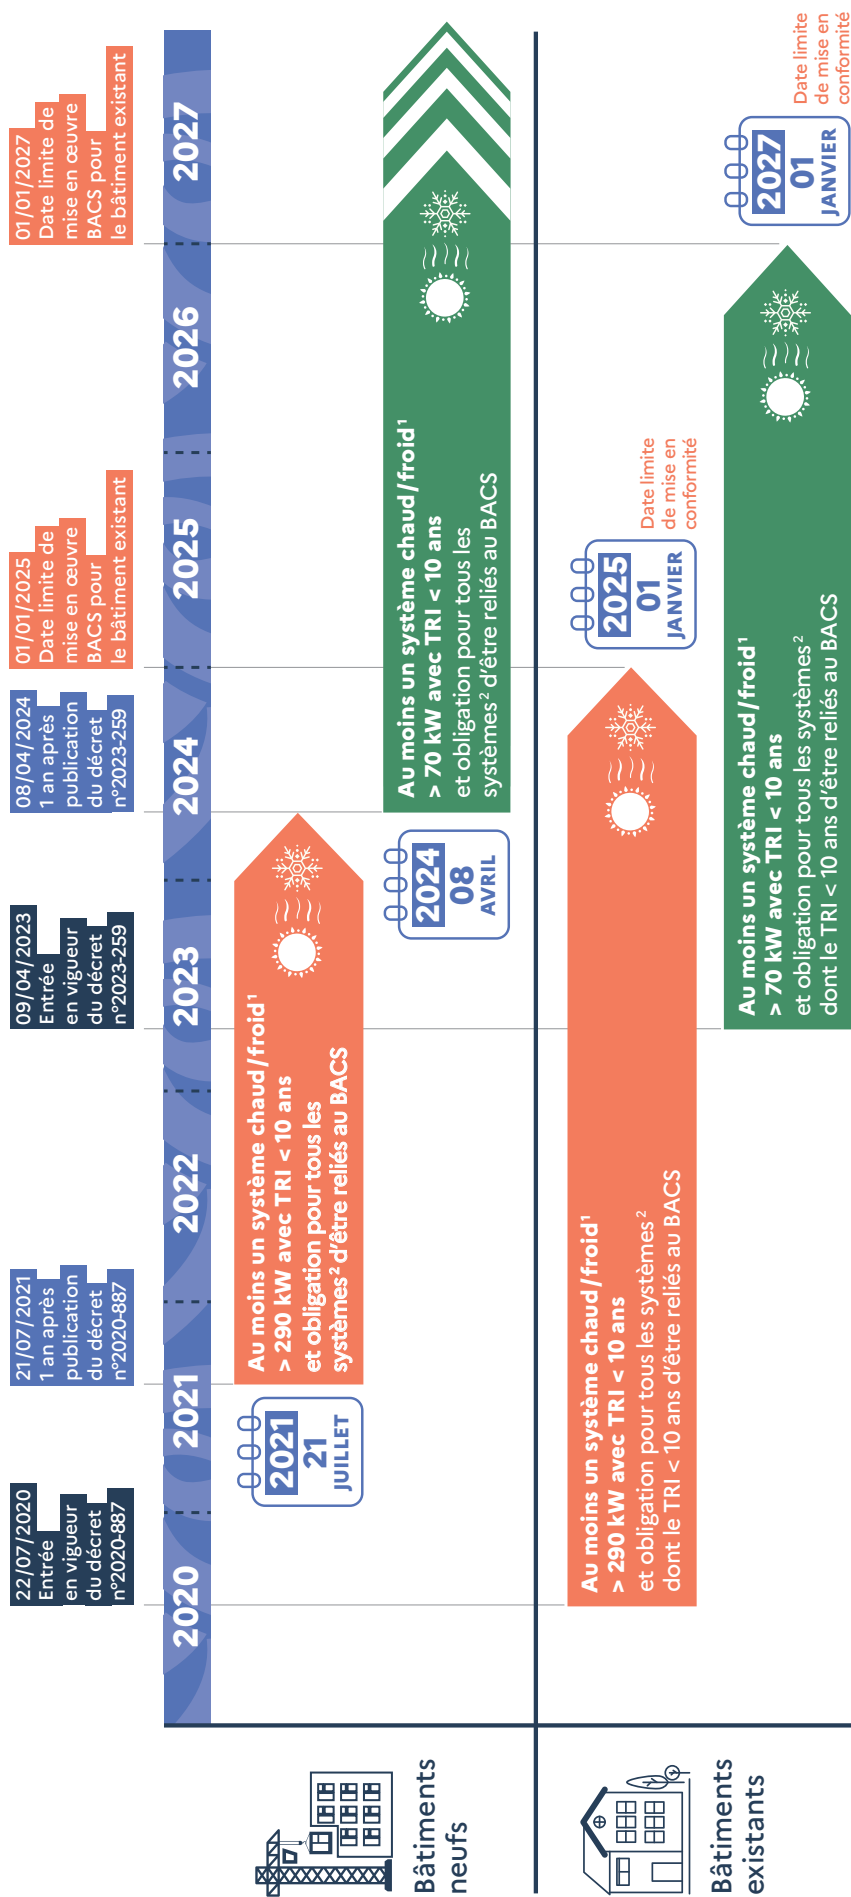 22/07/2020
Entrée
en vigueur
du décret
n°2020-887
21/07/2021
1 an après
publication
du décret
n°2020-887
09/04/2023
Entrée
en vigueur
du décret
n°2023-259
08/04/2024
1 an après
publication
du décret
n°2023-259
01/01/2025
Date limite de
mise en œuvre
BACS pour
le bâtiment existant
01/01/2027
Date limite de
mise en œuvre
BACS pour
le bâtiment existant
2020
2021
2022
2023
2024
2025
2026
2027
Bâtiments
neufs
2021
21
JUILLET
Au moins un système chaud/froid¹
> 290 kW avec TRI < 10 ans
et obligation pour tous les
systèmes² d'être reliés au BACS
2024
08
AVRIL
Au moins un système chaud/froid¹
> 70 kW avec TRI < 10 ans
et obligation pour tous les
systèmes² d'être reliés au BACS
Bâtiments
existants
Au moins un système chaud/froid¹
> 290 kW avec TRI < 10 ans
et obligation pour tous les systèmes²
dont le TRI < 10 ans d'être reliés au BACS
2025
01
JANVIER
Date limite
de mise en
conformité
Au moins un système chaud/froid¹
> 70 kW avec TRI < 10 ans
et obligation pour tous les systèmes²
dont le TRI < 10 ans d'être reliés au BACS
2027
01
JANVIER
Date limite
de mise en
conformité